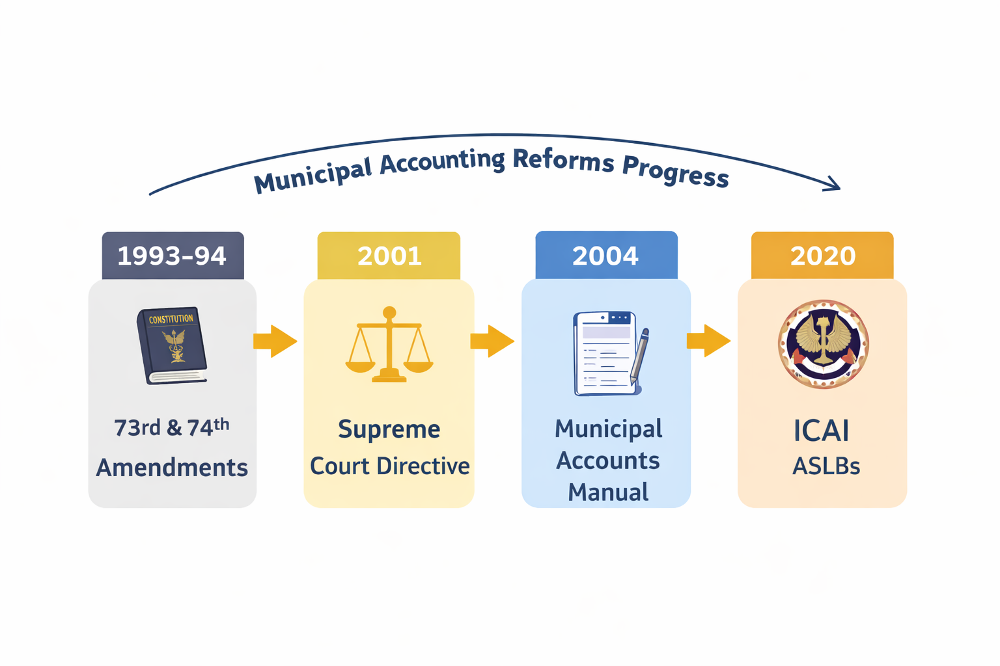 Municipal Accounting Reforms Progress
1993-94
CONSTITUTION
73rd & 74th
Amendments
2001
Supreme
Court Directive
2004
Municipal
Accounts
Manual
2020
ICAI
ASLBs